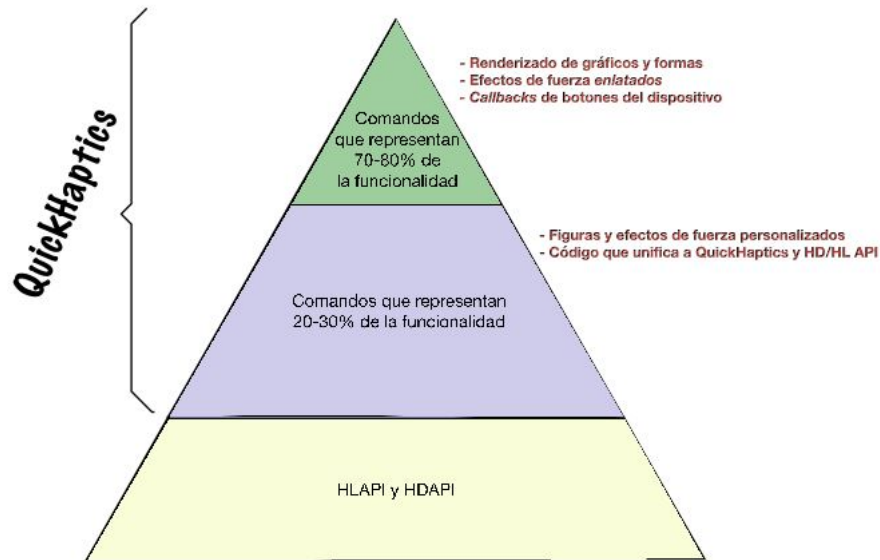 QuickHaptics
- Renderizado de gráficos y formas
- Efectos de fuerza enlatados
- Callbacks de botones del dispositivo
Comandos
que representan
70-80% de
la funcionalidad
- Figuras y efectos de fuerza personalizados
- Código que unifica a QuickHaptics y HD/HL API
Comandos que representan
20-30% de la funcionalidad
HLAPI y HDAPI